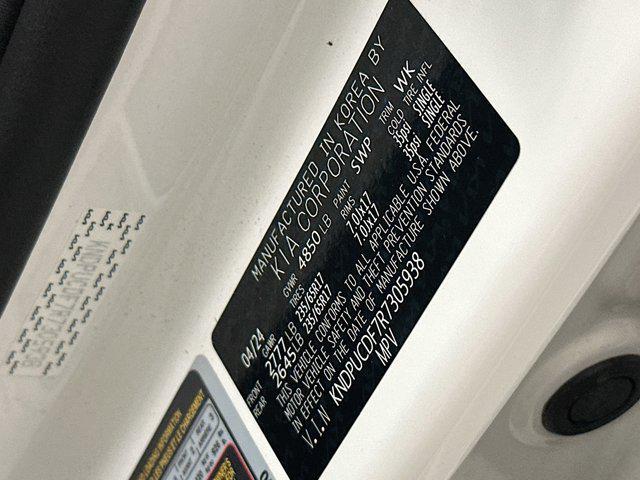 MANUFACTURED IN KOREA BY
KIA CORPORATION
04/24 GVWR 4850 LB PAINT SWP TRIM WK
GAWR TIRES RIMS COLD TIRE INFL
FRONT 2777 LB 235/65R17 7.0JX17 35psi SINGLE
REAR 2645 LB 235/65R17 7.0JX17 35psi SINGLE
THIS VEHICLE CONFORMS TO ALL APPLICABLE U.S.A. FEDERAL
MOTOR VEHICLE SAFETY AND THEFT PREVENTION STANDARDS
IN EFFECT ON THE DATE OF MANUFACTURE SHOWN ABOVE.
V.I.N KNDPUCDF7R7305938
MPV
KNDPUCDF7R7305938